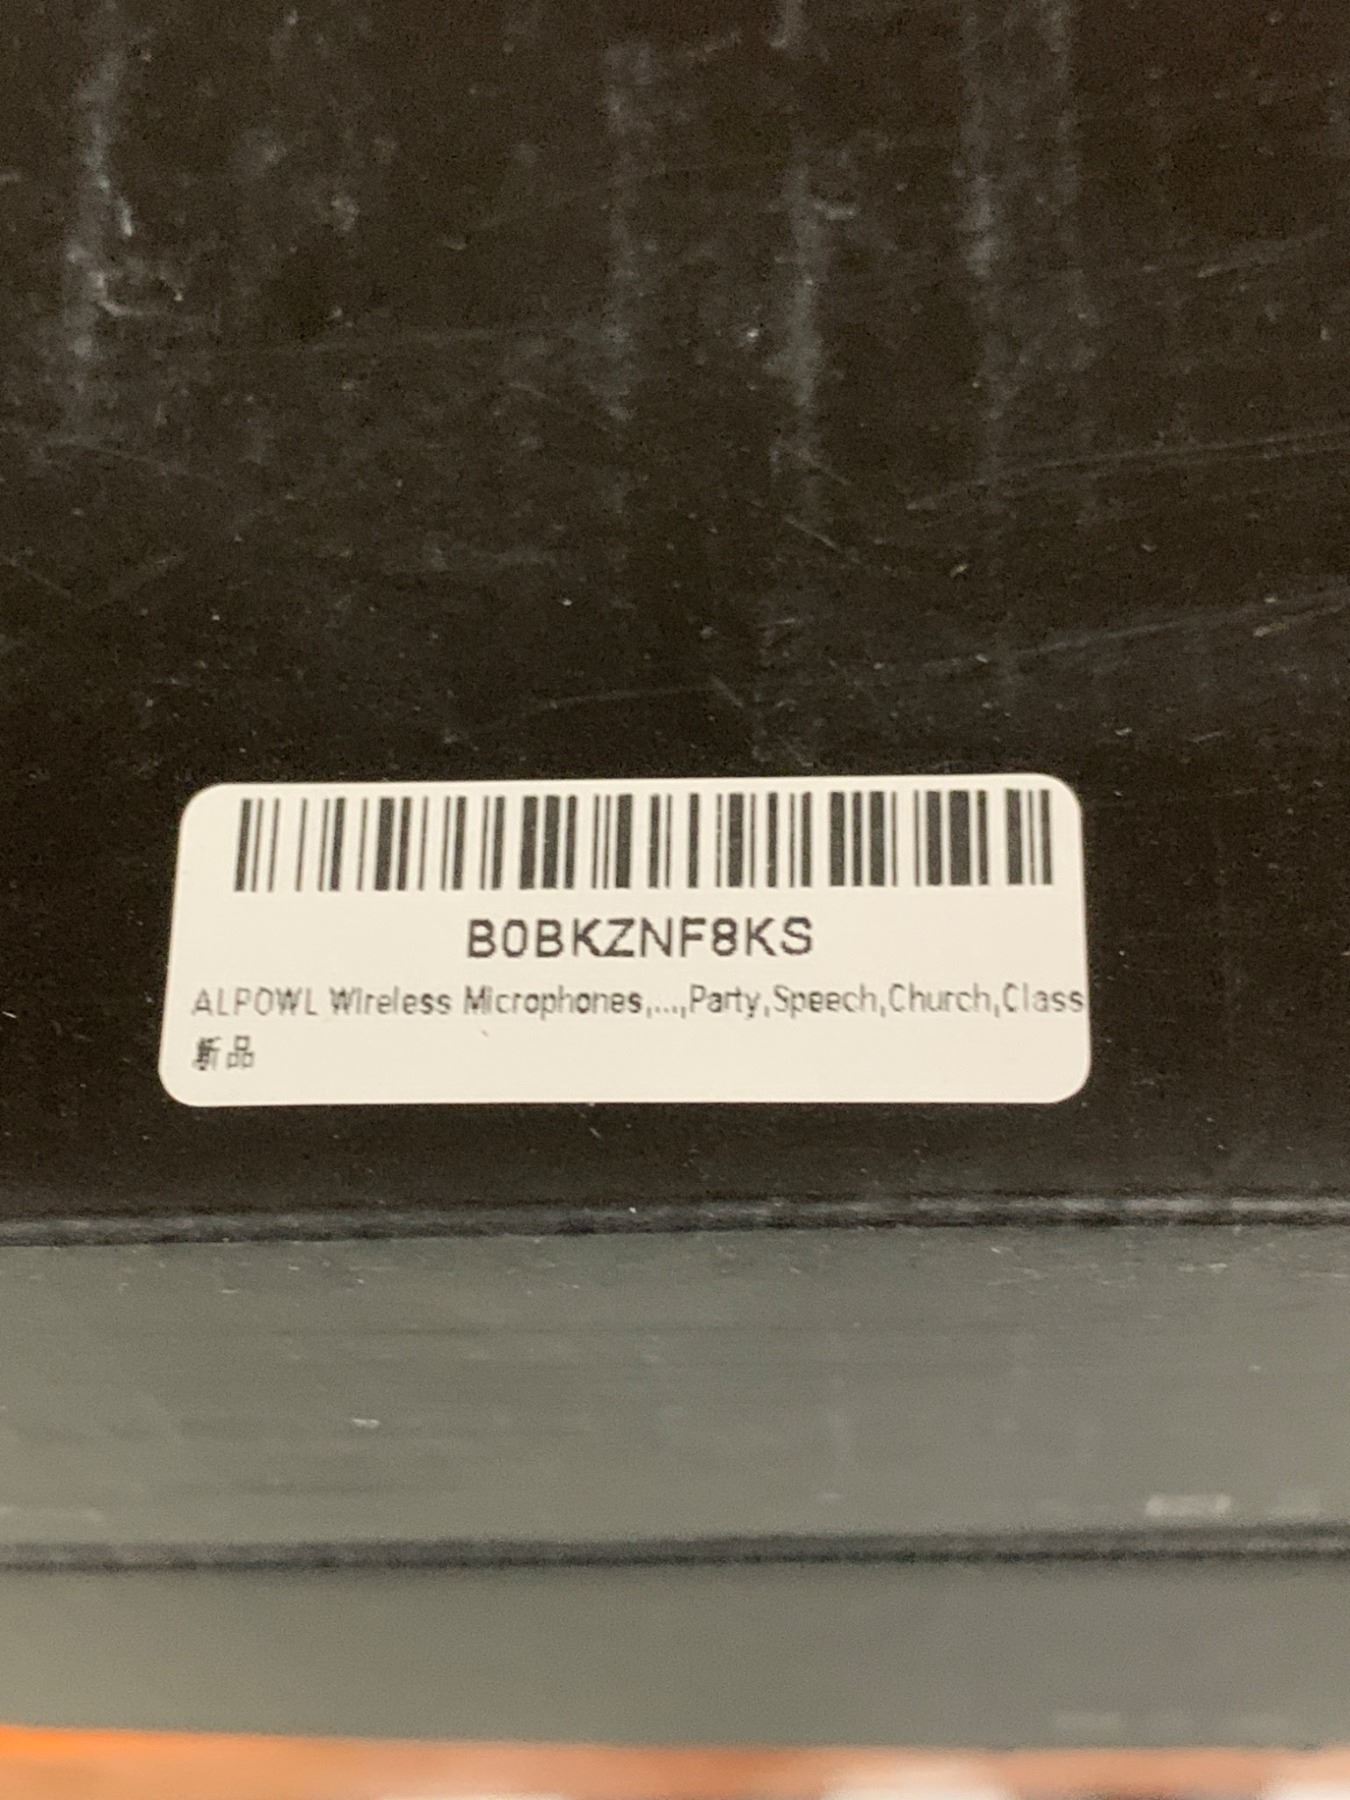 B0BKZNF8KS
ALPOWL Wireless Microphones,...,Party,Speech,Church,Class
新品